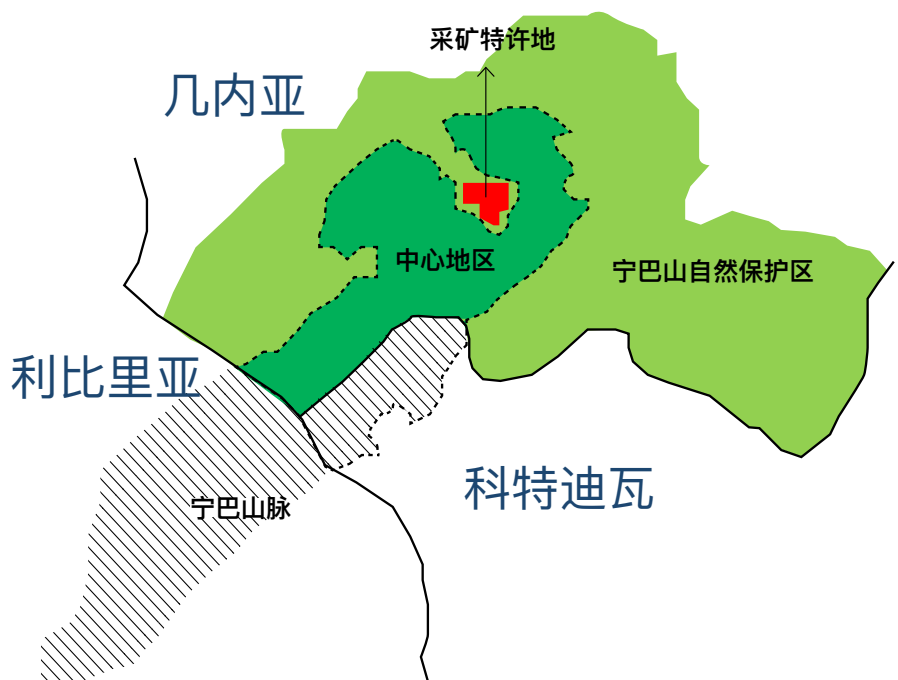 采矿特许地
几内亚
中心地区
宁巴山自然保护区
利比里亚
科特迪瓦
宁巴山脉